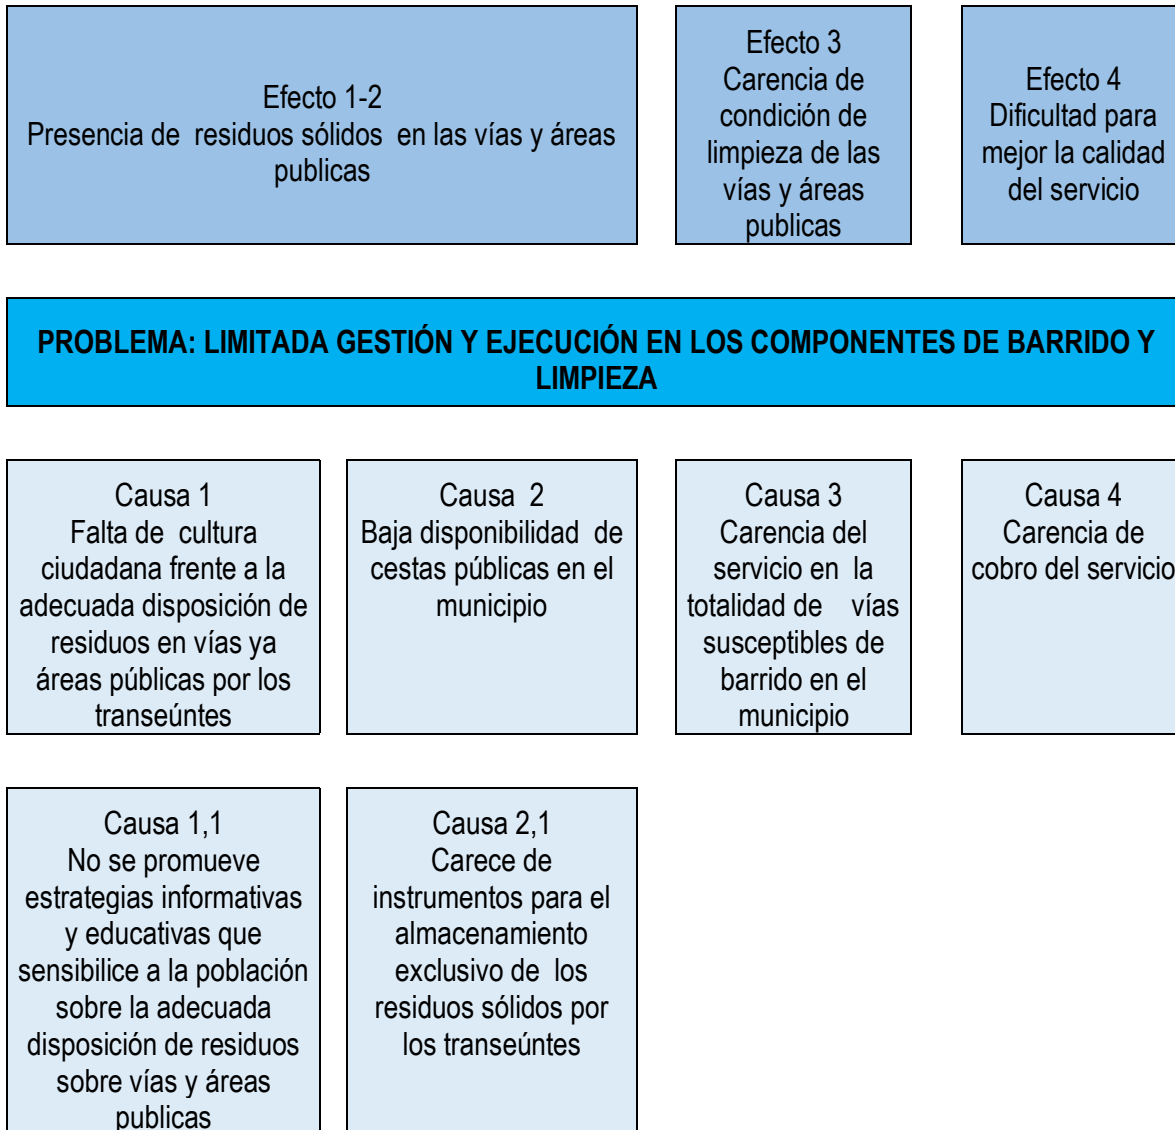 Efecto 1-2
Presencia de residuos sólidos en las vías y áreas
publicas
Efecto 3
Carencia de
condición de
limpieza de las
vías y áreas
publicas
Efecto 4
Dificultad para
mejor la calidad
del servicio
PROBLEMA: LIMITADA GESTIÓN Y EJECUCIÓN EN LOS COMPONENTES DE BARRIDO Y
LIMPIEZA
Causa 1
Falta de cultura
ciudadana frente a la
adecuada disposición de
residuos en vías ya
áreas públicas por los
transeúntes
Causa 2
Baja disponibilidad de
cestas públicas en el
municipio
Causa 3
Carencia del
servicio en la
totalidad de vías
susceptibles de
barrido en el
municipio
Causa 4
Carencia de
cobro del servicio
Causa 1,1
No se promueve
estrategias informativas
y educativas que
sensibilice a la población
sobre la adecuada
disposición de residuos
sobre vías y áreas
publicas
Causa 2,1
Carece de
instrumentos para el
almacenamiento
exclusivo de los
residuos sólidos por
los transeúntes